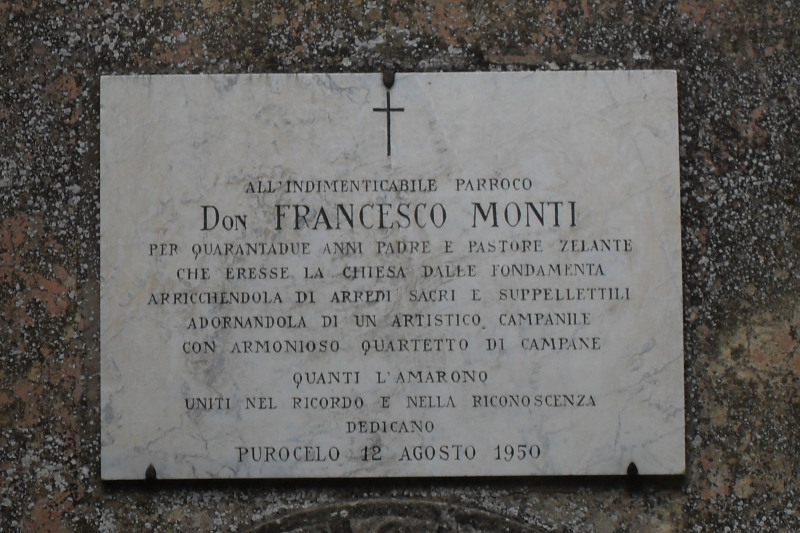 ALL'INDIMENTICABILE PARROCO
DON FRANCESCO MONTI
PER QUARANTADUE ANNI PADRE E PASTORE ZELANTE
CHE ERESSE LA CHIESA DALLE FONDAMENTA
ARRICCHENDOLA DI ARREDI SACRI E SUPPELLETTILI
ADORNANDOLA DI UN ARTISTICO CAMPANILE
CON ARMONIOSO QUARTETTO DI CAMPANE
QUANTI L'AMARONO
UNITI NEL RICORDO E NELLA RICONOSCENZA
DEDICANO
PUROCELO 12 AGOSTO 1950